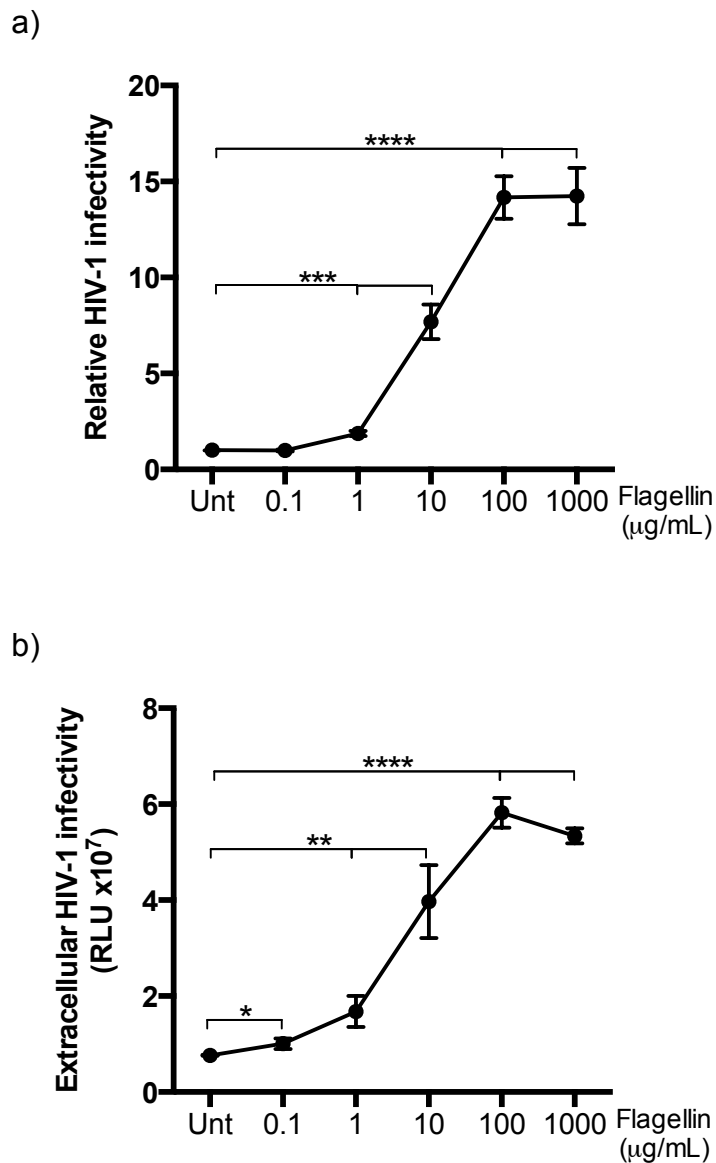 a)
Relative HIV-1 infectivity
20
15
10
5
0
****
***
Unt 0.1 1 10 100 1000 Flagellin
(μg/mL)
b)
Extracellular HIV-1 infectivity
(RLU x10⁷)
8
6
4
2
0
****
**
*
Unt 0.1 1 10 100 1000 Flagellin
(μg/mL)